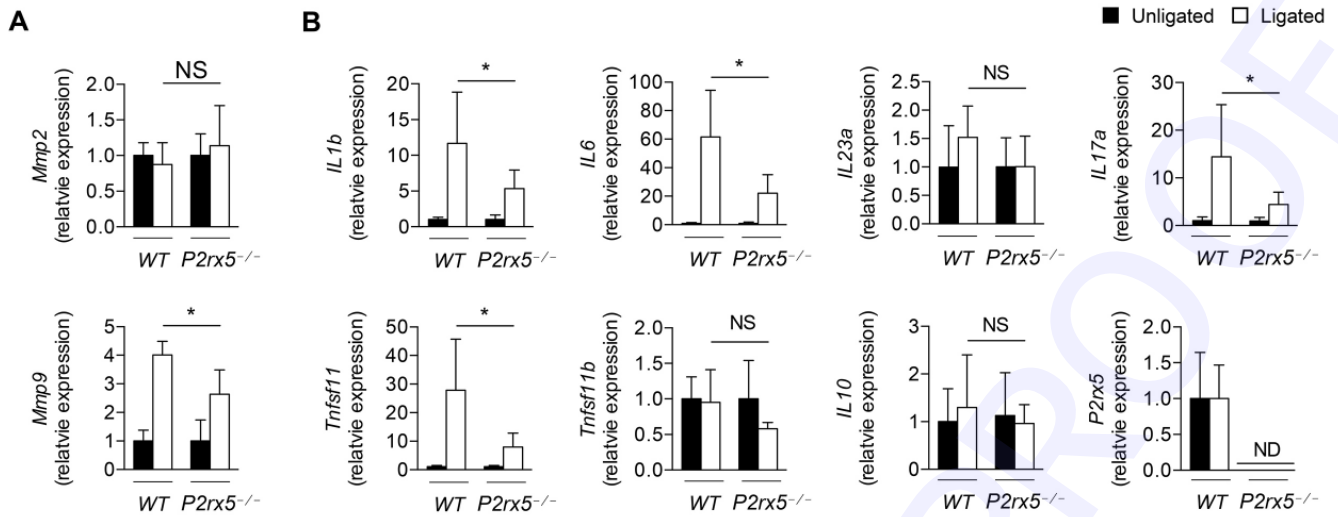 A
B
Unligated Ligated
Mmp2
(relatvie expression)
2.0
1.5
1.0
0.5
0.0
NS
WT P2rx5−/−
IL1b
(relatvie expression)
20
15
10
5
0
*
WT P2rx5−/−
IL6
(relatvie expression)
100
80
60
40
20
0
*
WT P2rx5−/−
IL23a
(relatvie expression)
2.5
2.0
1.5
1.0
0.5
0.0
NS
WT P2rx5−/−
IL17a
(relatvie expression)
30
20
10
0
*
WT P2rx5−/−
Mmp9
(relatvie expression)
5
4
3
2
1
0
*
WT P2rx5−/−
Tnfsf11
(relatvie expression)
50
40
30
20
10
0
*
WT P2rx5−/−
Tnfsf11b
(relatvie expression)
2.0
1.5
1.0
0.5
0.0
NS
WT P2rx5−/−
IL10
(relatvie expression)
3
2
1
0
NS
WT P2rx5−/−
P2rx5
(relatvie expression)
2.0
1.5
1.0
0.5
0.0
ND
WT P2rx5−/−
PROOF